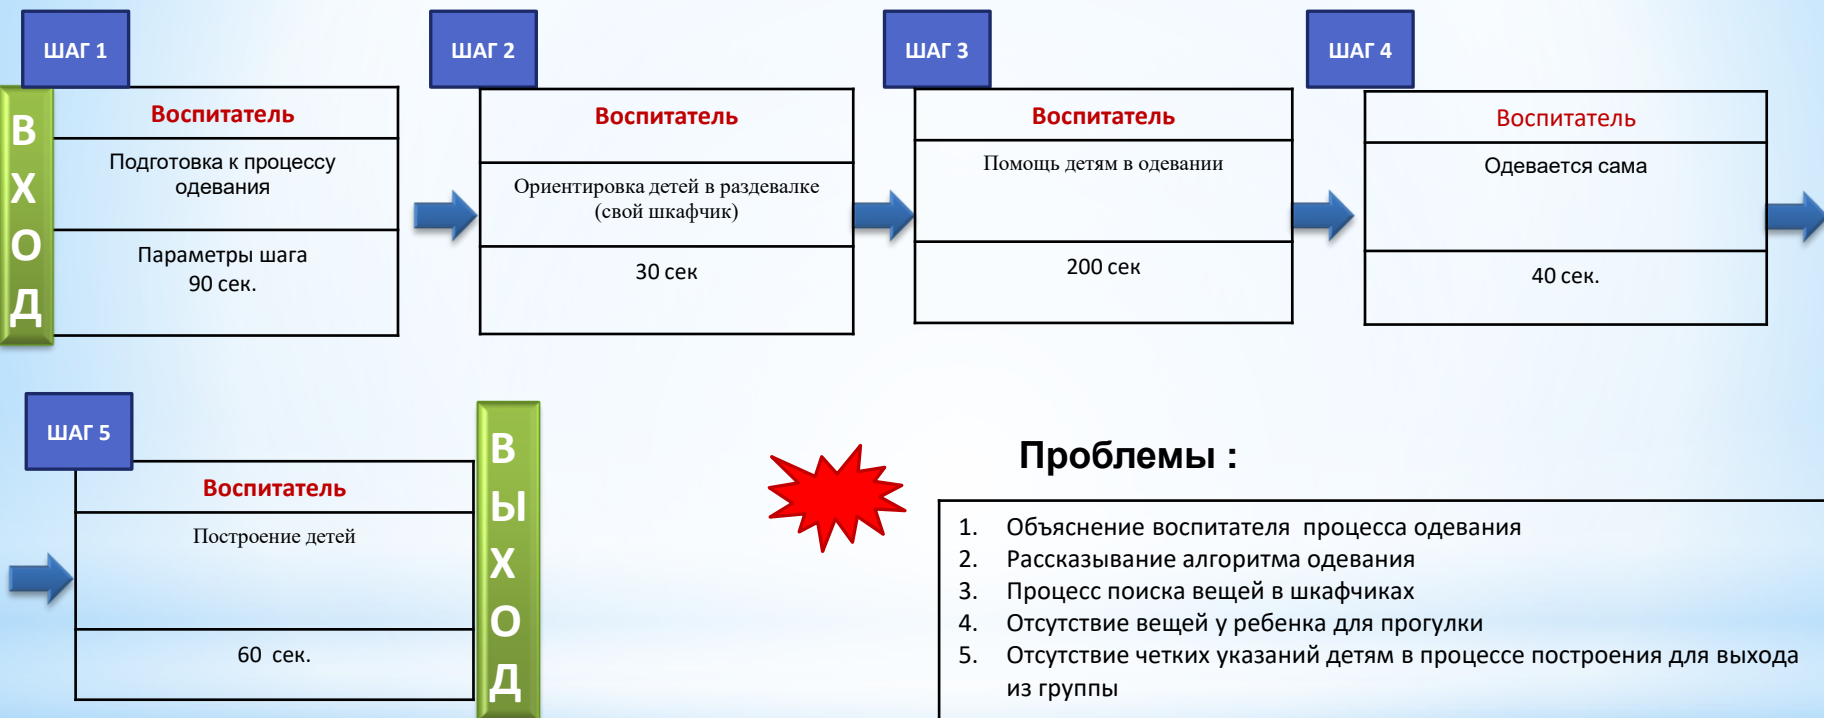 ШАГ 1
ВХОД
Воспитатель
Подготовка к процессу
одевания
Параметры шага
90 сек.
ШАГ 2
Воспитатель
Ориентировка детей в раздевалке
(свой шкафчик)
30 сек
ШАГ 3
Воспитатель
Помощь детям в одевании
200 сек
ШАГ 4
Воспитатель
Одевается сама
40 сек.
ШАГ 5
Воспитатель
Построение детей
60 сек.
ВЫХОД
Проблемы :
1. Объяснение воспитателя процесса одевания
2. Рассказывание алгоритма одевания
3. Процесс поиска вещей в шкафчиках
4. Отсутствие вещей у ребенка для прогулки
5. Отсутствие четких указаний детям в процессе построения для выхода
из группы